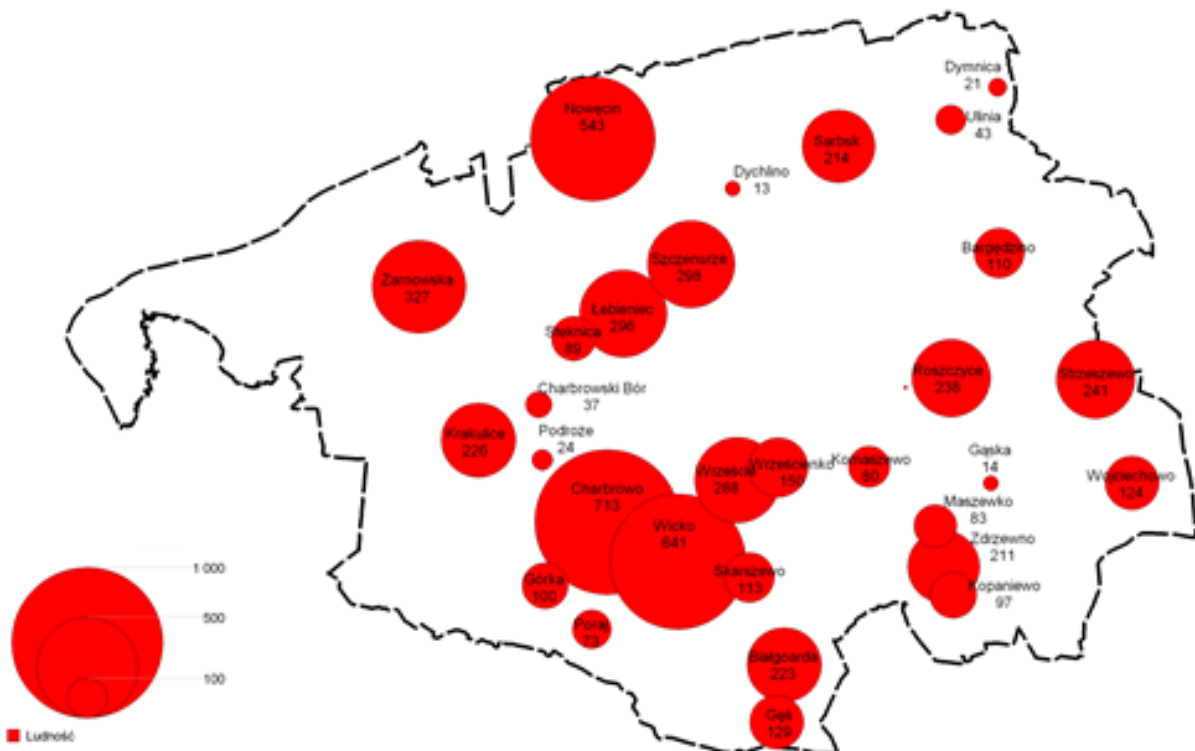 Dymnica
21
Nowęcin
543
Ulinia
43
Sarbsk
214
Dychlino
13
Barpędzino
110
Szczenurze
298
Żarnowska
327
Łebieniec
296
Steknica
89
Roszczyce
238
Strzeszewo
241
Charbrowski Bór
37
Krakulice
226
Podroże
24
Wrzeście
288
Wrześcienko
150
Komaszewo
80
Gąska
14
Wojciechowo
124
Charbrowo
713
Maszewko
83
Wicko
641
Zdrzewno
211
Skarszewo
113
Górka
100
Kopaniewo
97
Poraj
73
Białgoarda
223
Gęś
129
1 000
500
100
Ludność